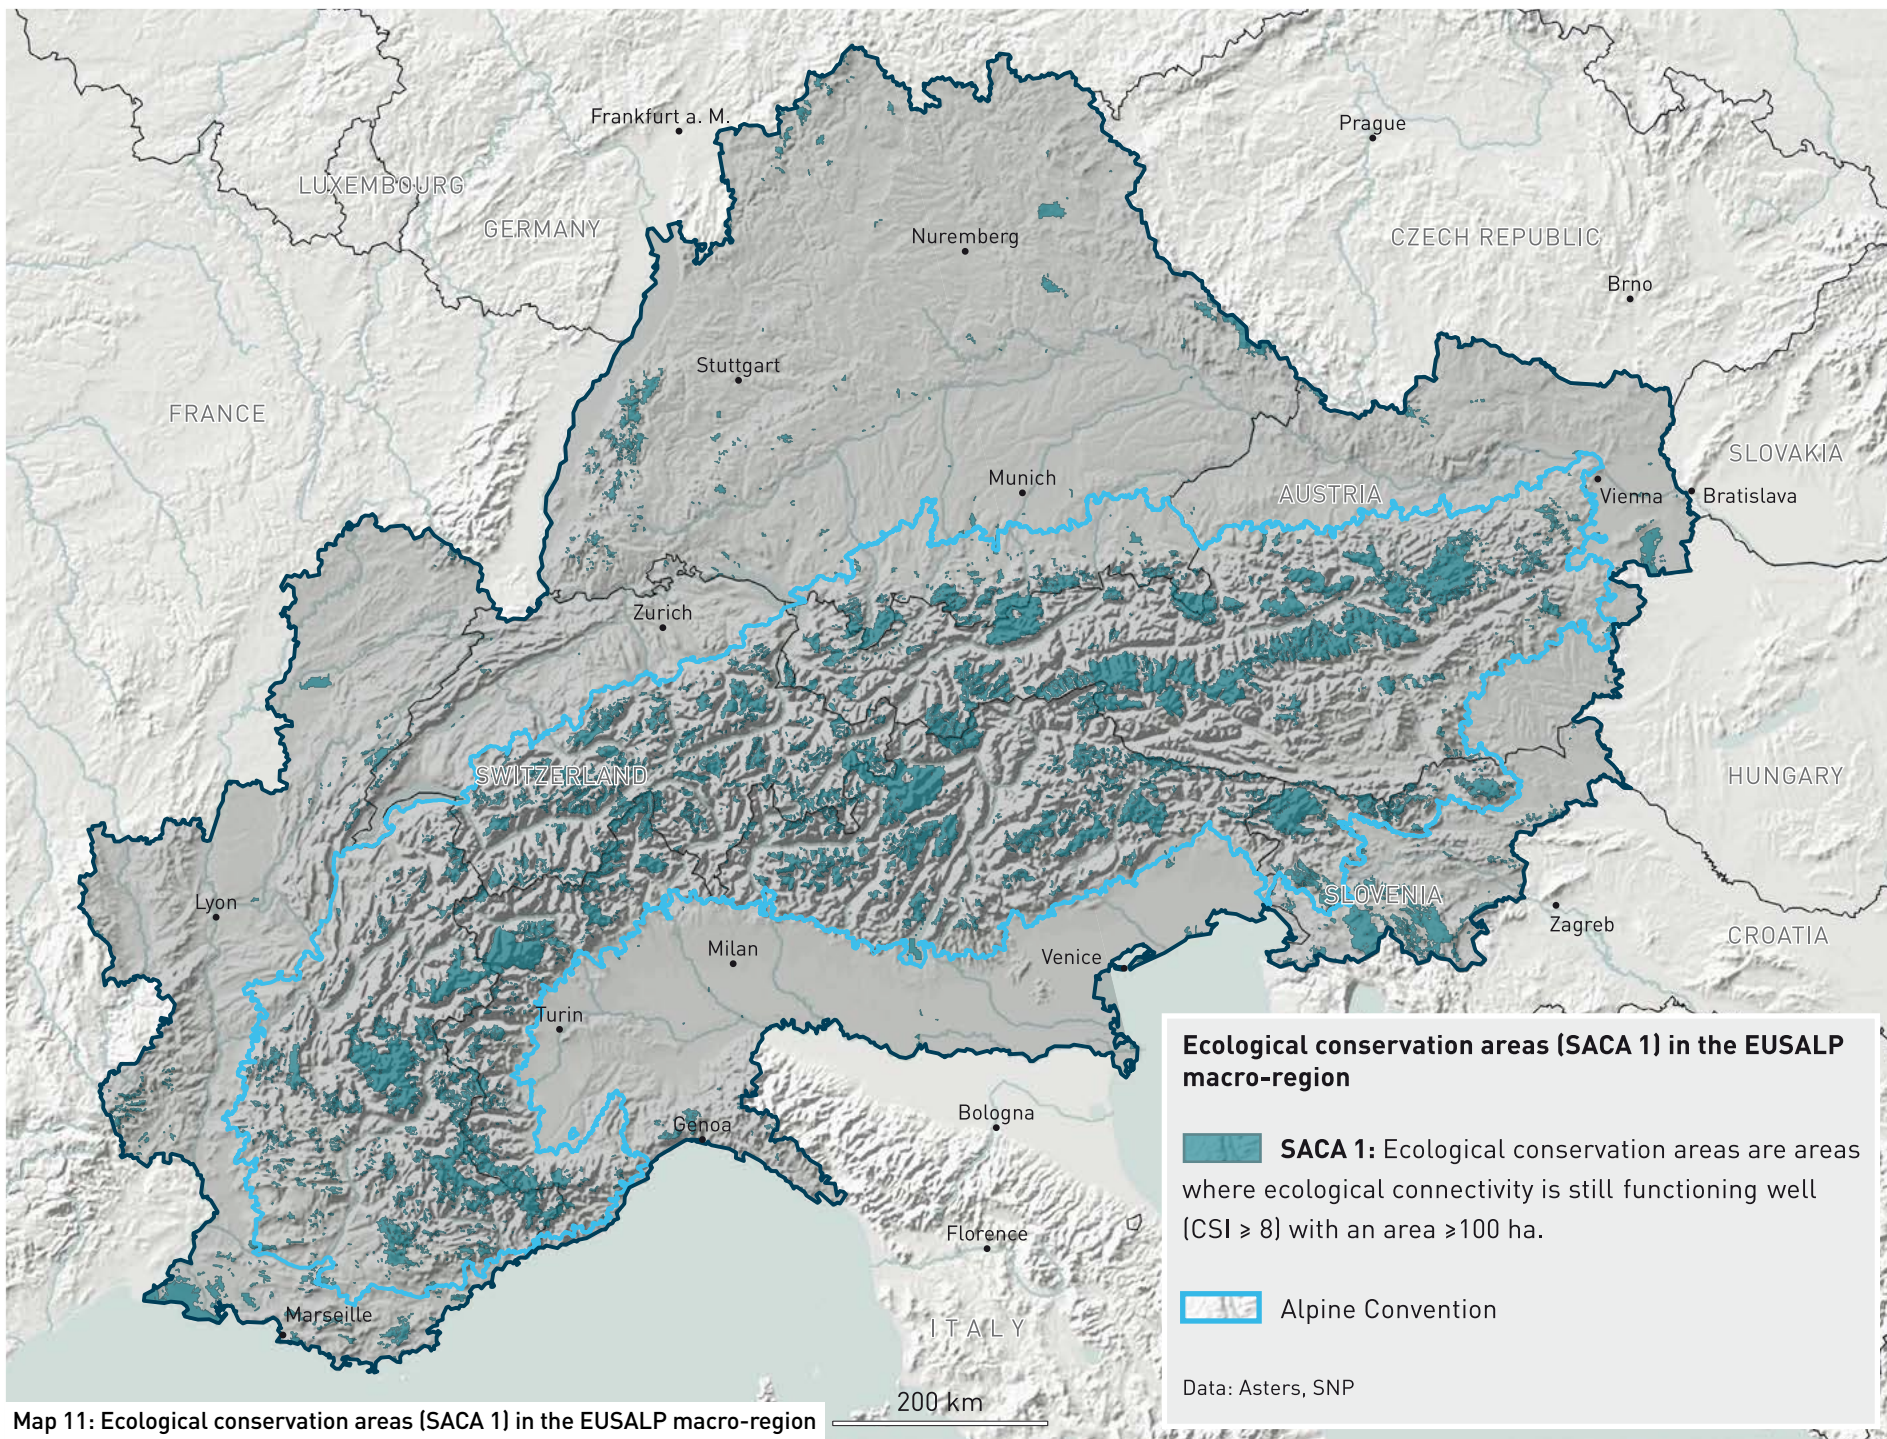 Frankfurt a. M.
Prague
LUXEMBOURG
GERMANY
Nuremberg
CZECH REPUBLIC
Brno
Stuttgart
FRANCE
SLOVAKIA
Munich
AUSTRIA
Vienna
Bratislava
Zurich
SWITZERLAND
HUNGARY
Lyon
SLOVENIA
Zagreb
CROATIA
Milan
Venice
Turin
Genoa
Bologna
Florence
Marseille
ITALY
Ecological conservation areas (SACA 1) in the EUSALP
macro-region
SACA 1: Ecological conservation areas are areas
where ecological connectivity is still functioning well
(CSI ⩾ 8) with an area ⩾100 ha.
Alpine Convention
Data: Asters, SNP
200 km
Map 11: Ecological conservation areas (SACA 1) in the EUSALP macro-region